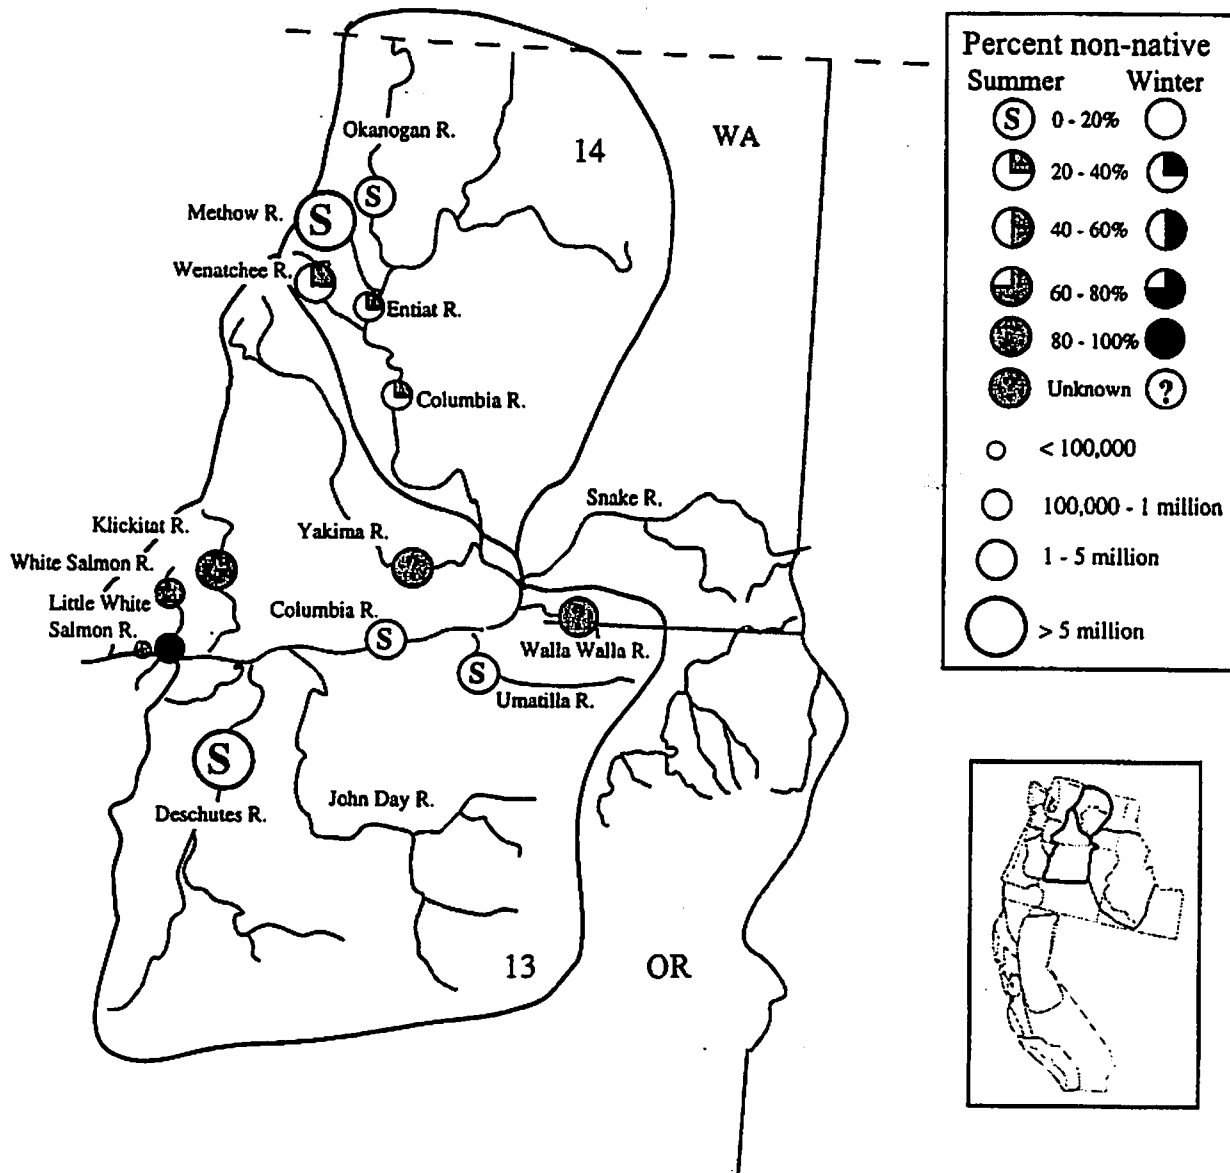 Okanogan R.
14
WA
S
Methow R.
S
Wenatchee R.
Entiat R.
Columbia R.
Snake R.
Klickitat R.
Yakima R.
White Salmon R.
Little White
Salmon R.
Columbia R.
S
Walla Walla R.
S
Umatilla R.
S
Deschutes R.
John Day R.
13
OR
Percent non-native
Summer Winter
S 0 - 20%
20 - 40%
40 - 60%
60 - 80%
80 - 100%
Unknown ?
< 100,000
100,000 - 1 million
1 - 5 million
> 5 million